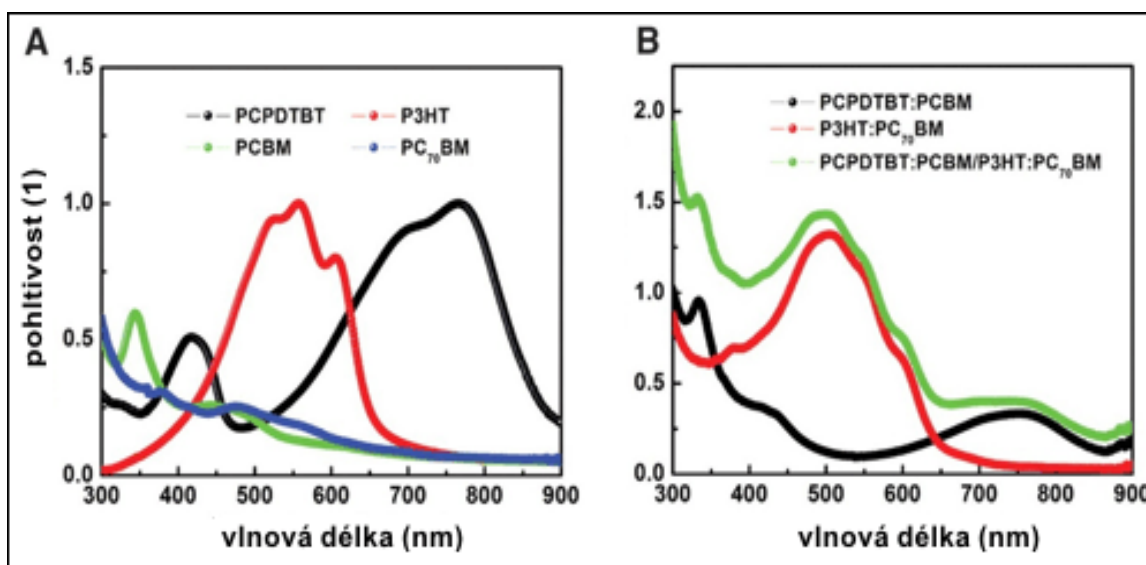 A
1.5
PCPDTBT P3HT
PCBM PC₇₀BM
1.0
0.5
0.0
300 400 500 600 700 800 900
vlnová délka (nm)
pohltivost (1)
B
PCPDTBT:PCBM
P3HT:PC₇₀BM
PCPDTBT:PCBM/P3HT:PC₇₀BM
2.0
1.5
1.0
0.5
0.0
300 400 500 600 700 800 900
vlnová délka (nm)